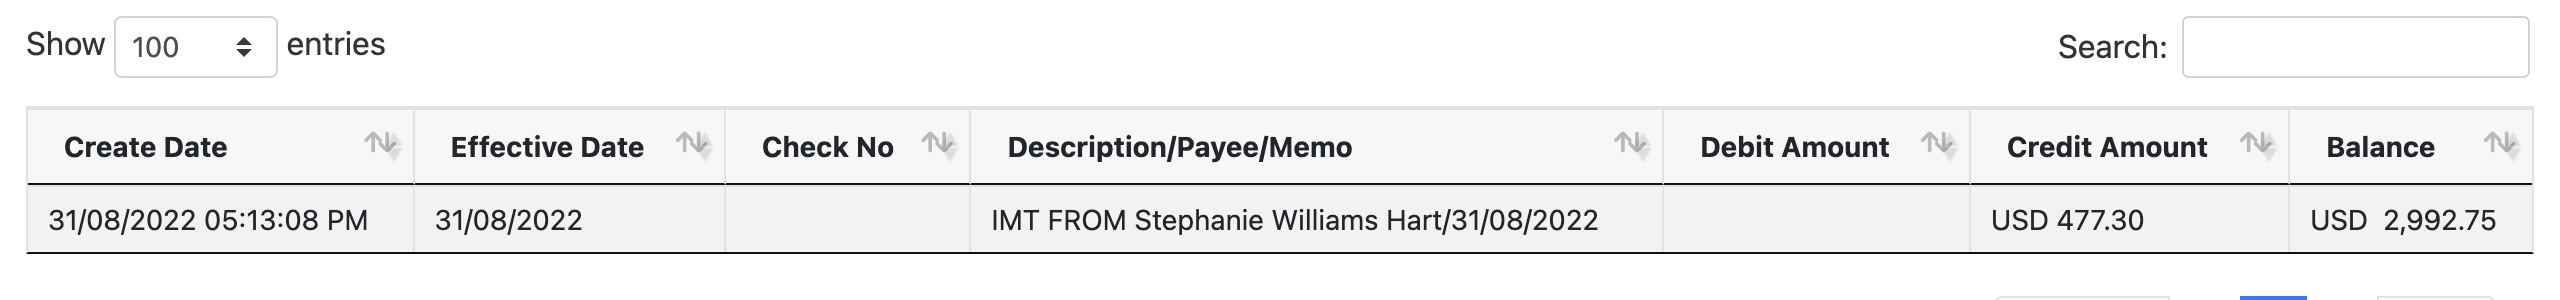 Show 100 entries Search:
Create Date Effective Date Check No Description/Payee/Memo Debit Amount Credit Amount Balance
31/08/2022 05:13:08 PM 31/08/2022 IMT FROM Stephanie Williams Hart/31/08/2022 USD 477.30 USD 2,992.75